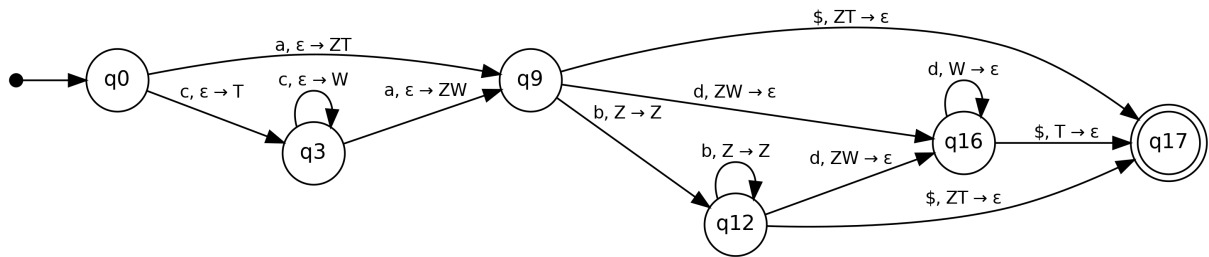 $, ZT → ε
a, ε → ZT
q0
c, ε → T
c, ε → W
a, ε → ZW
q3
q9
d, ZW → ε
b, Z → Z
d, W → ε
q16
$, T → ε
q17
b, Z → Z
d, ZW → ε
q12
$, ZT → ε